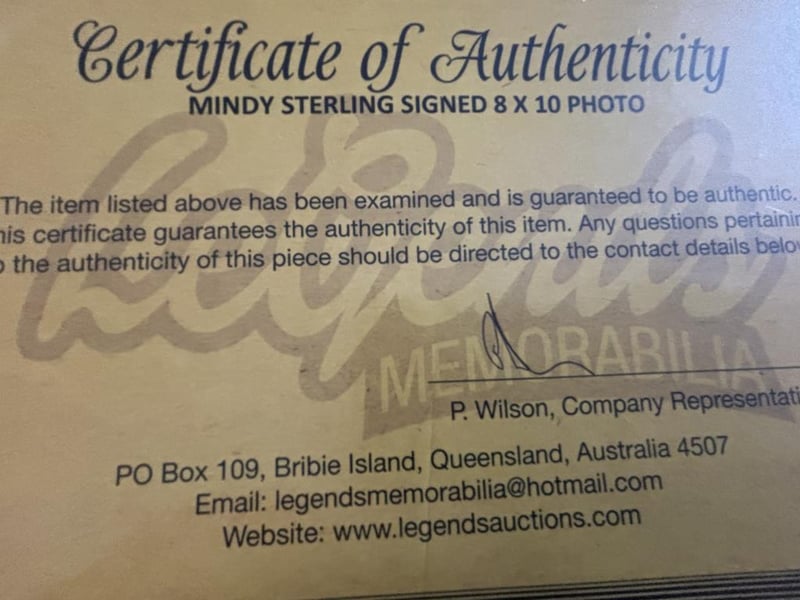 Certificate of Authenticity
MINDY STERLING SIGNED 8 X 10 PHOTO
Legends
MEMORABILIA
The item listed above has been examined and is guaranteed to be authentic.
his certificate guarantees the authenticity of this item. Any questions pertainin
o the authenticity of this piece should be directed to the contact details below
P. Wilson, Company Representati
PO Box 109, Bribie Island, Queensland, Australia 4507
Email: legendsmemorabilia@hotmail.com
Website: www.legendsauctions.com